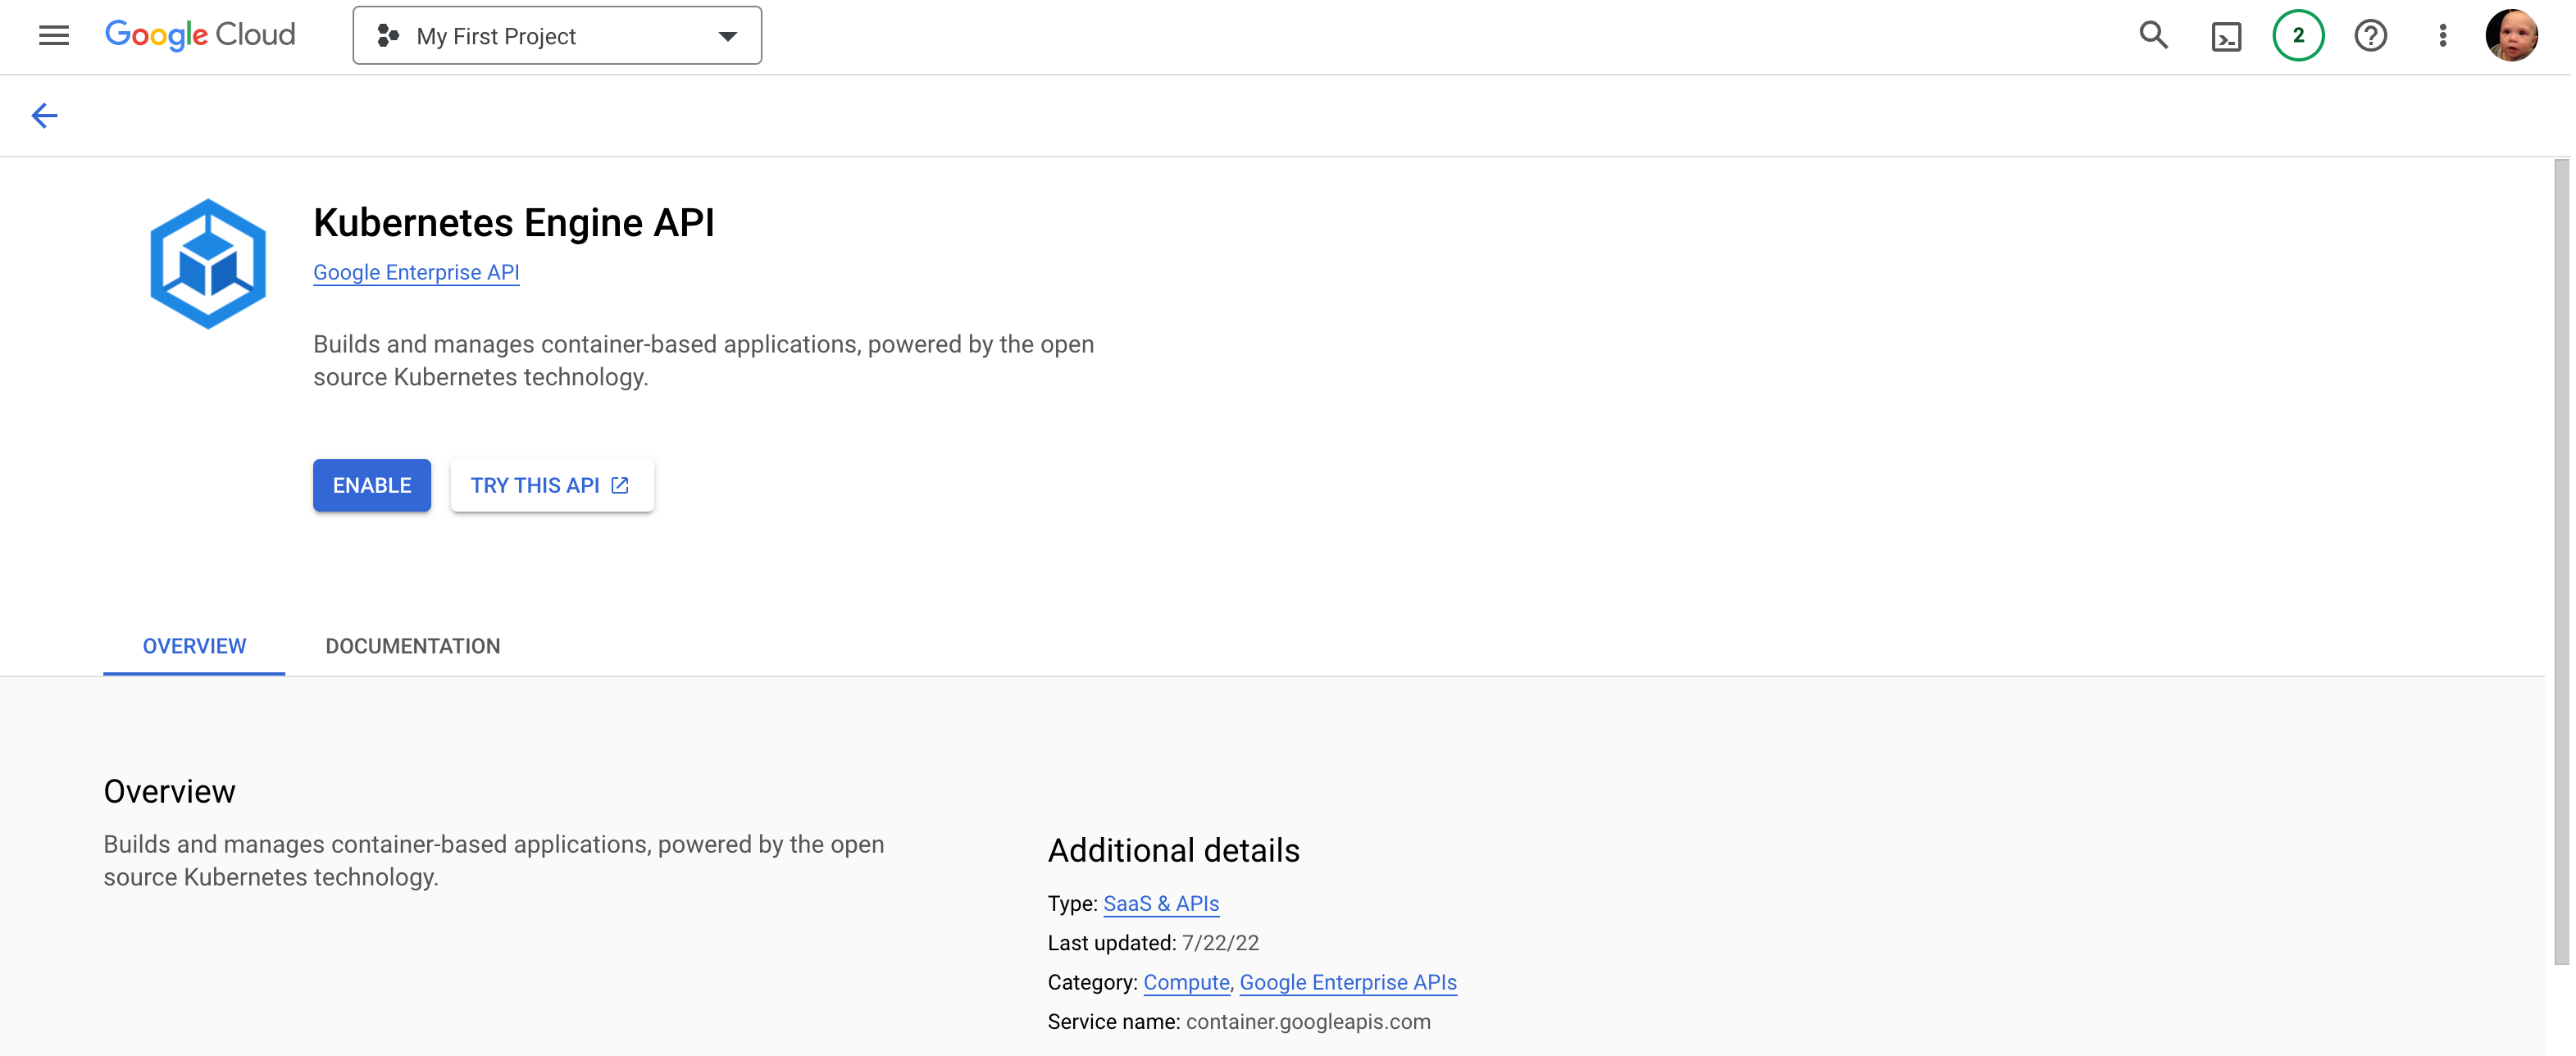 Google Cloud
My First Project
2
Kubernetes Engine API
Google Enterprise API
Builds and manages container-based applications, powered by the open
source Kubernetes technology.
ENABLE
TRY THIS API
OVERVIEW
DOCUMENTATION
Overview
Builds and manages container-based applications, powered by the open
source Kubernetes technology.
Additional details
Type: SaaS & APIs
Last updated: 7/22/22
Category: Compute, Google Enterprise APIs
Service name: container.googleapis.com